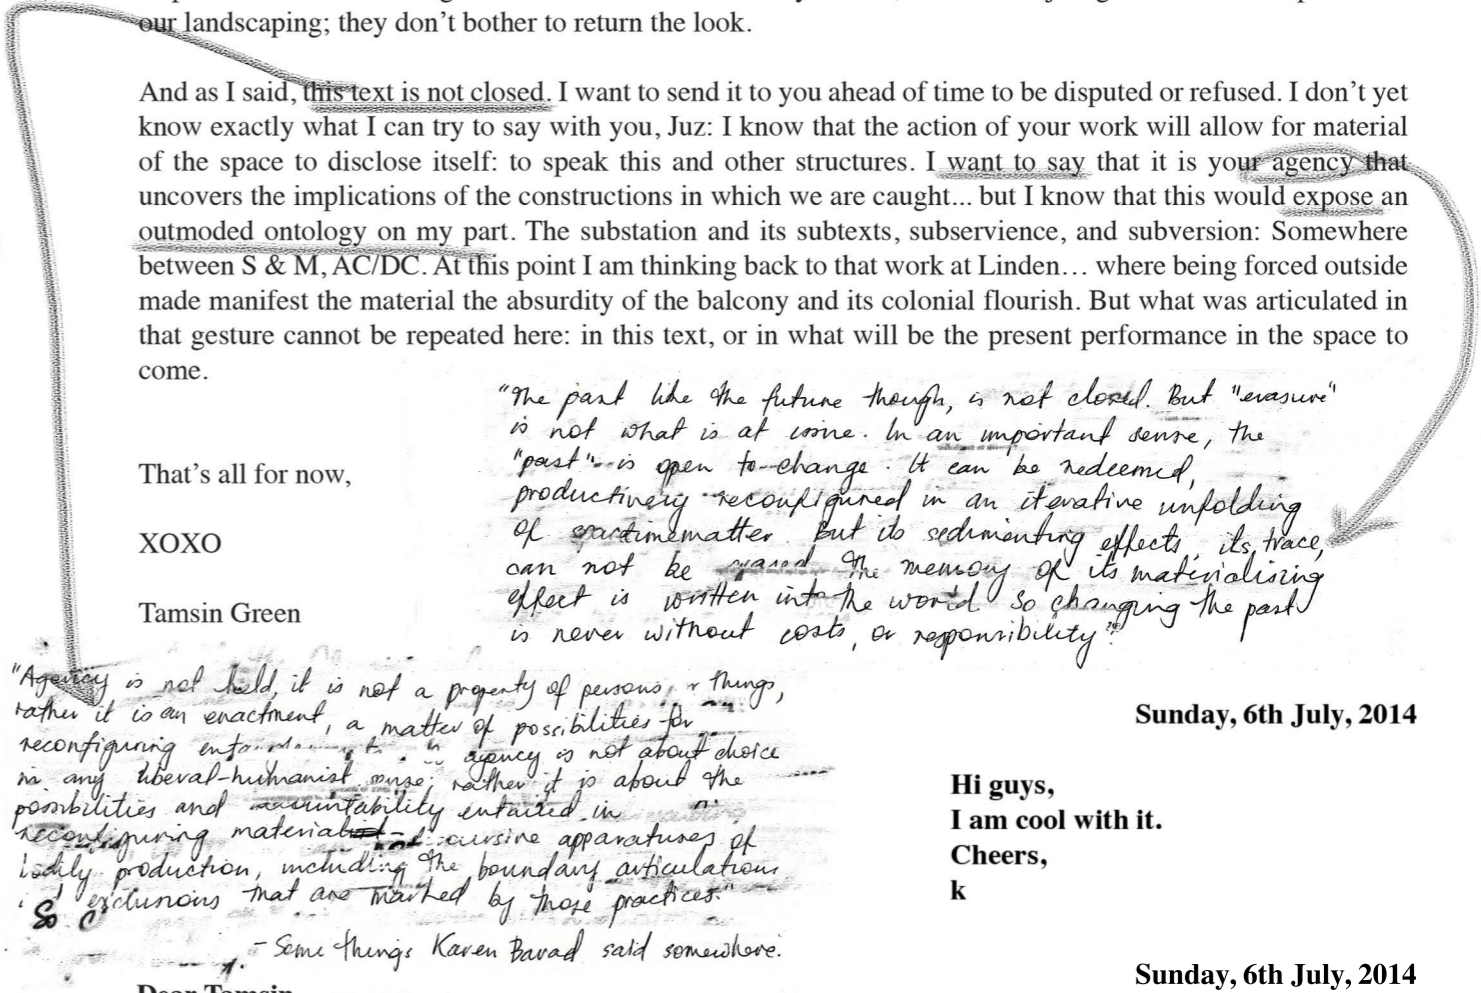 our landscaping; they don’t bother to return the look.
And as I said, this text is not closed. I want to send it to you ahead of time to be disputed or refused. I don’t yet
know exactly what I can try to say with you, Juz: I know that the action of your work will allow for material
of the space to disclose itself: to speak this and other structures. I want to say that it is your agency that
uncovers the implications of the constructions in which we are caught... but I know that this would expose an
outmoded ontology on my part. The substation and its subtexts, subservience, and subversion: Somewhere
between S & M, AC/DC. At this point I am thinking back to that work at Linden… where being forced outside
made manifest the material the absurdity of the balcony and its colonial flourish. But what was articulated in
that gesture cannot be repeated here: in this text, or in what will be the present performance in the space to
come.
"The past like the future though, is not closed. But "erasure"
is not what is at issue. In an important sense, the
"past" is open to change. It can be redeemed,
productively reconfigured in an iterative unfolding
of spacetimematter. But its sedimenting effects, its trace,
can not be erased. The memory of its materialising
effect is written into the world. So changing the past
is never without costs, or responsibility."
That’s all for now,
XOXO
Tamsin Green
"Agency is not held, it is not a property of persons or things,
rather it is an enactment, a matter of possibilities for
reconfiguring agency is not about choice
in any liberal-humanist sense; rather it is about the
possibilities and accountability entailed in
reconfiguring material apparatuses of
bodily production, including the boundary articulations
exclusions that are marked by those practices."
So
- Some things Karen Barad said somewhere.
Sunday, 6th July, 2014
Hi guys,
I am cool with it.
Cheers,
k
Sunday, 6th July, 2014
Dear Tamsin